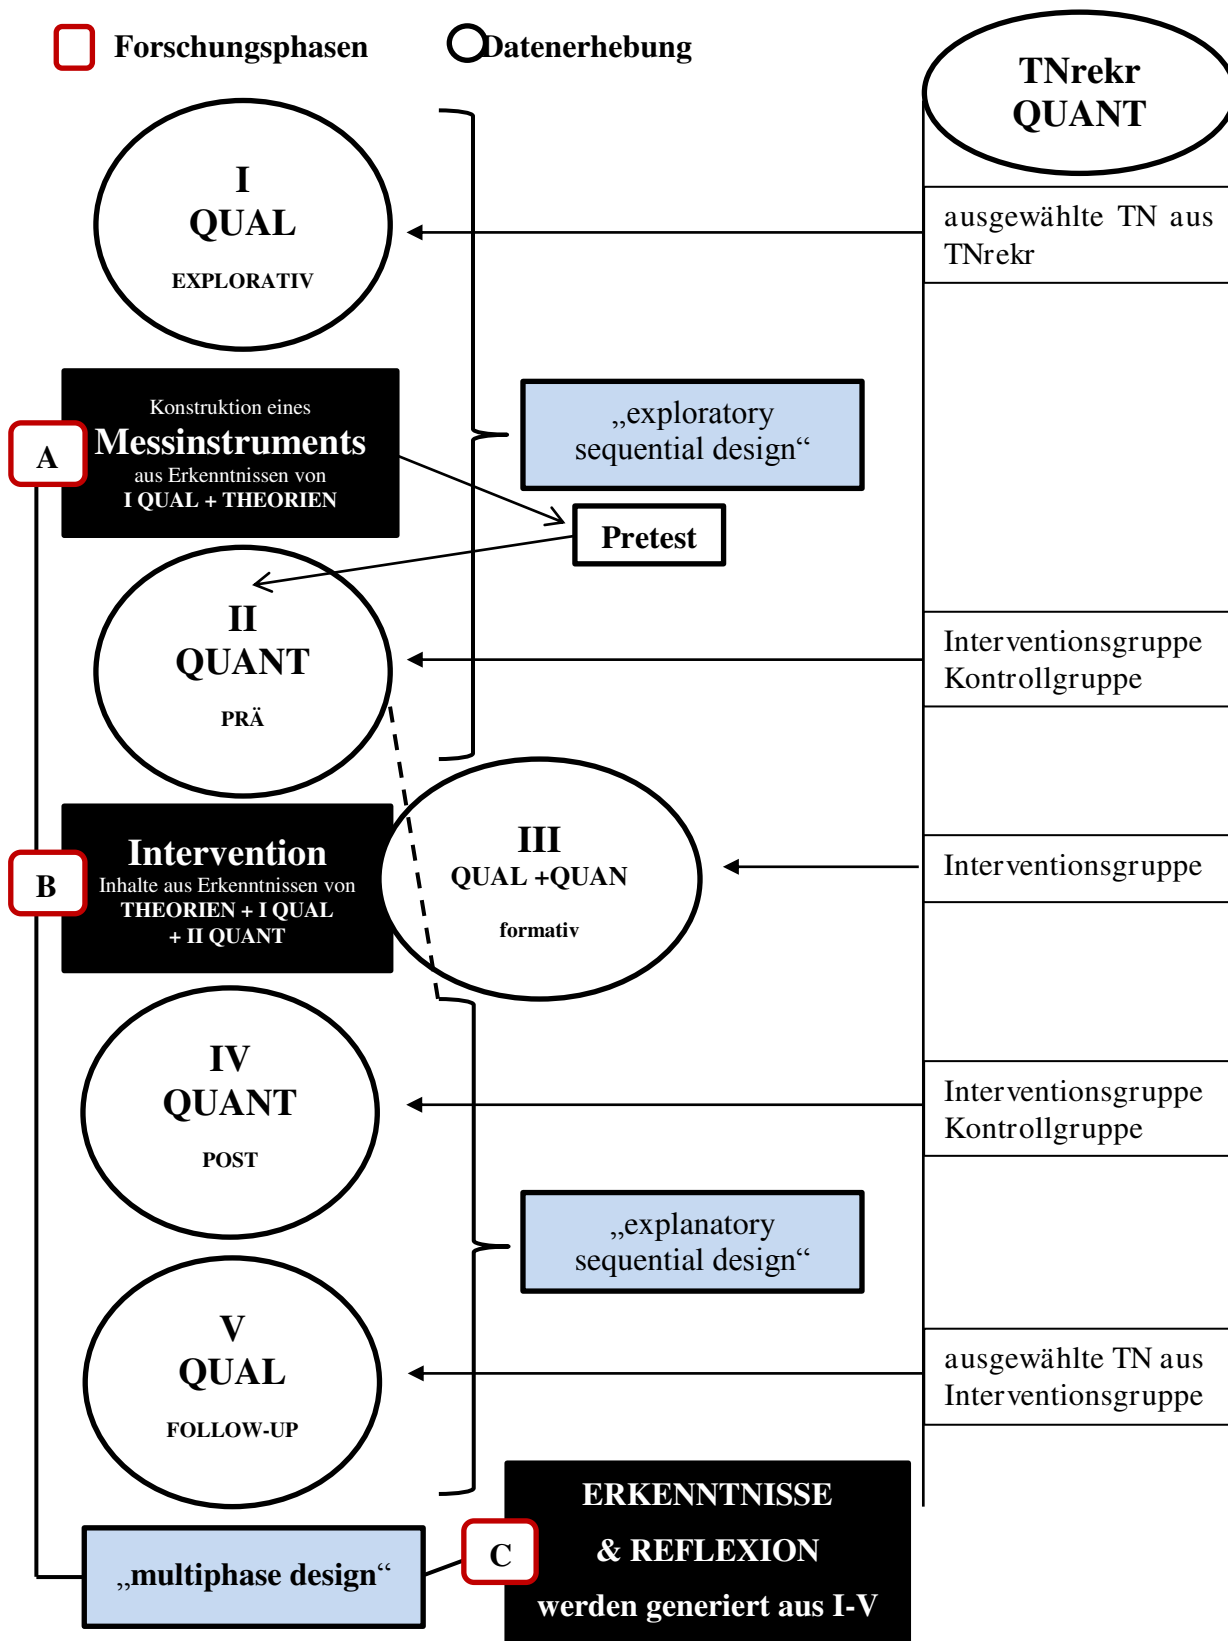 Forschungsphasen
Datenerhebung
TNrekr
QUANT
I
QUAL
EXPLORATIV
ausgewählte TN aus
TNrekr
Konstruktion eines
Messinstruments
aus Erkenntnissen von
I QUAL + THEORIEN
A
„exploratory
sequential design“
Pretest
II
QUANT
PRÄ
Interventionsgruppe
Kontrollgruppe
Intervention
Inhalte aus Erkenntnissen von
THEORIEN + I QUAL
+ II QUANT
B
III
QUAL +QUAN
formativ
Interventionsgruppe
IV
QUANT
POST
Interventionsgruppe
Kontrollgruppe
„explanatory
sequential design“
V
QUAL
FOLLOW-UP
ausgewählte TN aus
Interventionsgruppe
„multiphase design“
C
ERKENNTNISSE
& REFLEXION
werden generiert aus I-V